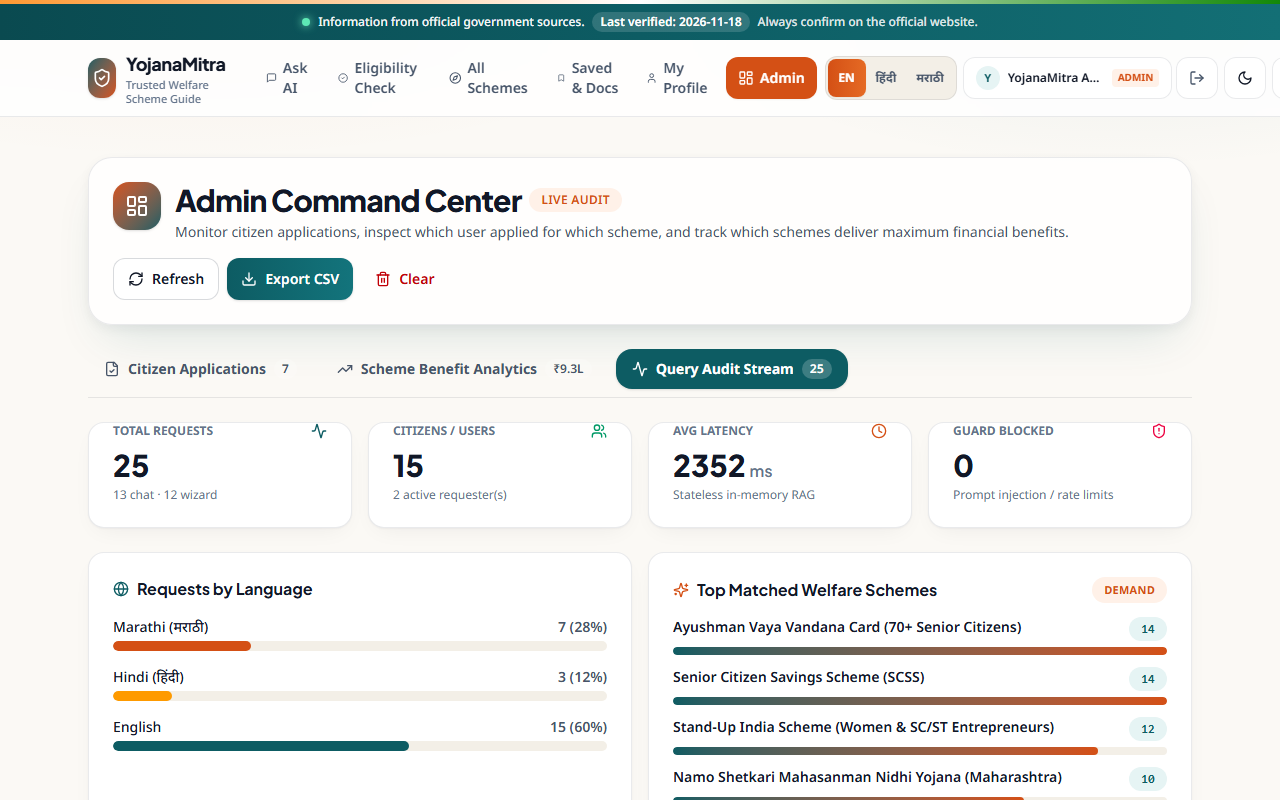 Information from official government sources. Last verified: 2026-11-18 Always confirm on the official website.
YojanaMitra
Trusted Welfare
Scheme Guide
Ask
AI
Eligibility
Check
All
Schemes
Saved
& Docs
My
Profile
Admin
EN हिंदी मराठी
Y YojanaMitra A... ADMIN
Admin Command Center LIVE AUDIT
Monitor citizen applications, inspect which user applied for which scheme, and track which schemes deliver maximum financial benefits.
Refresh Export CSV Clear
Citizen Applications 7 Scheme Benefit Analytics ₹9.3L Query Audit Stream 25
TOTAL REQUESTS
25
13 chat · 12 wizard
CITIZENS / USERS
15
2 active requester(s)
AVG LATENCY
2352 ms
Stateless in-memory RAG
GUARD BLOCKED
0
Prompt injection / rate limits
Requests by Language
Marathi (मराठी) 7 (28%)
Hindi (हिंदी) 3 (12%)
English 15 (60%)
Top Matched Welfare Schemes DEMAND
Ayushman Vaya Vandana Card (70+ Senior Citizens) 14
Senior Citizen Savings Scheme (SCSS) 14
Stand-Up India Scheme (Women & SC/ST Entrepreneurs) 12
Namo Shetkari Mahasanman Nidhi Yojana (Maharashtra) 10